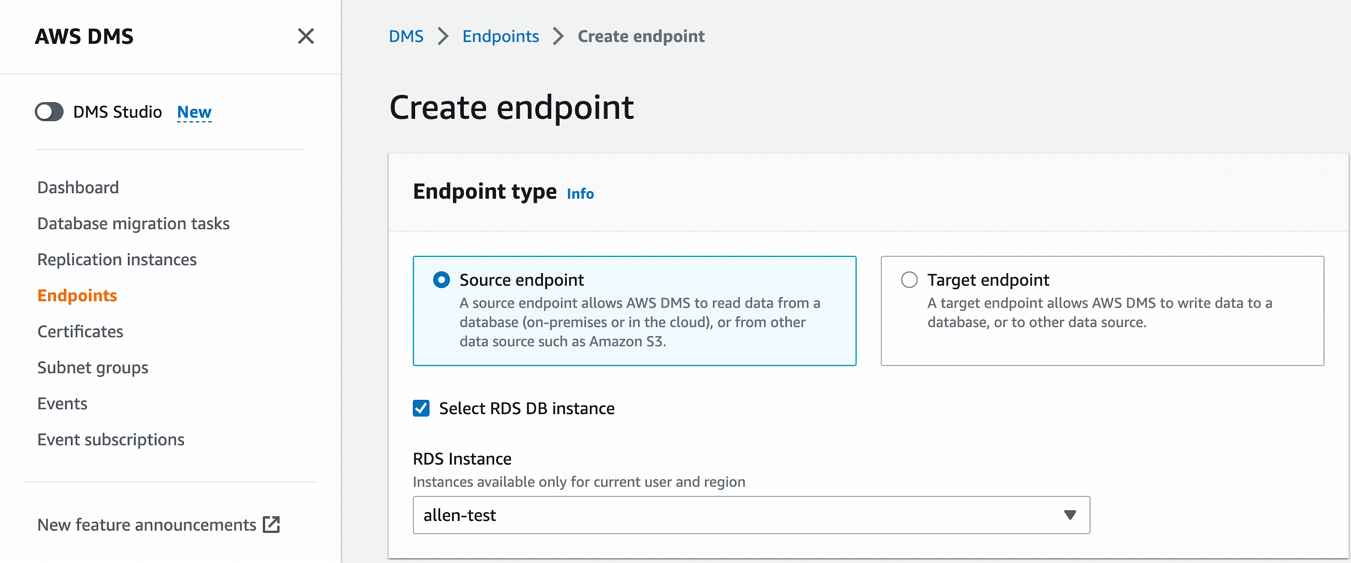 AWS DMS
DMS Studio New
Dashboard
Database migration tasks
Replication instances
Endpoints
Certificates
Subnet groups
Events
Event subscriptions
New feature announcements
DMS > Endpoints > Create endpoint
Create endpoint
Endpoint type Info
Source endpoint
A source endpoint allows AWS DMS to read data from a
database (on-premises or in the cloud), or from other
data source such as Amazon S3.
Target endpoint
A target endpoint allows AWS DMS to write data to a
database, or to other data source.
Select RDS DB instance
RDS Instance
Instances available only for current user and region
allen-test